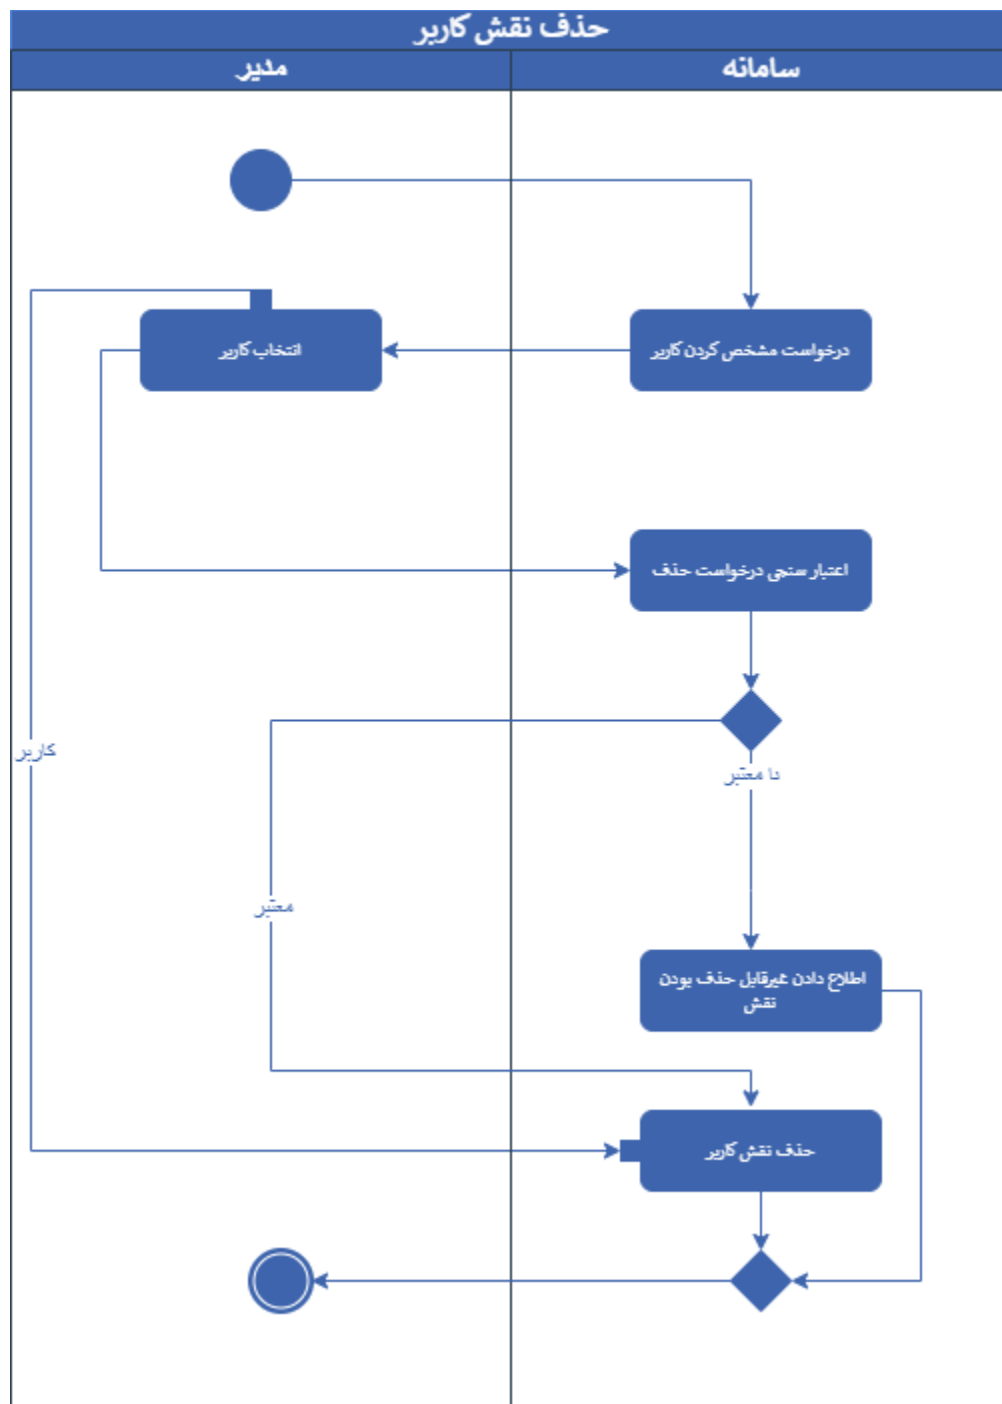 حذف نقش کاربر
سامانه
مدیر
درخواست مشخص کردن کاربر
انتخاب کاربر
اعتبار سنجی درخواست حذف
نا معتبر
کاربر
معتبر
اطلاع دادن غیرقابل حذف بودن
نقش
حذف نقش کاربر